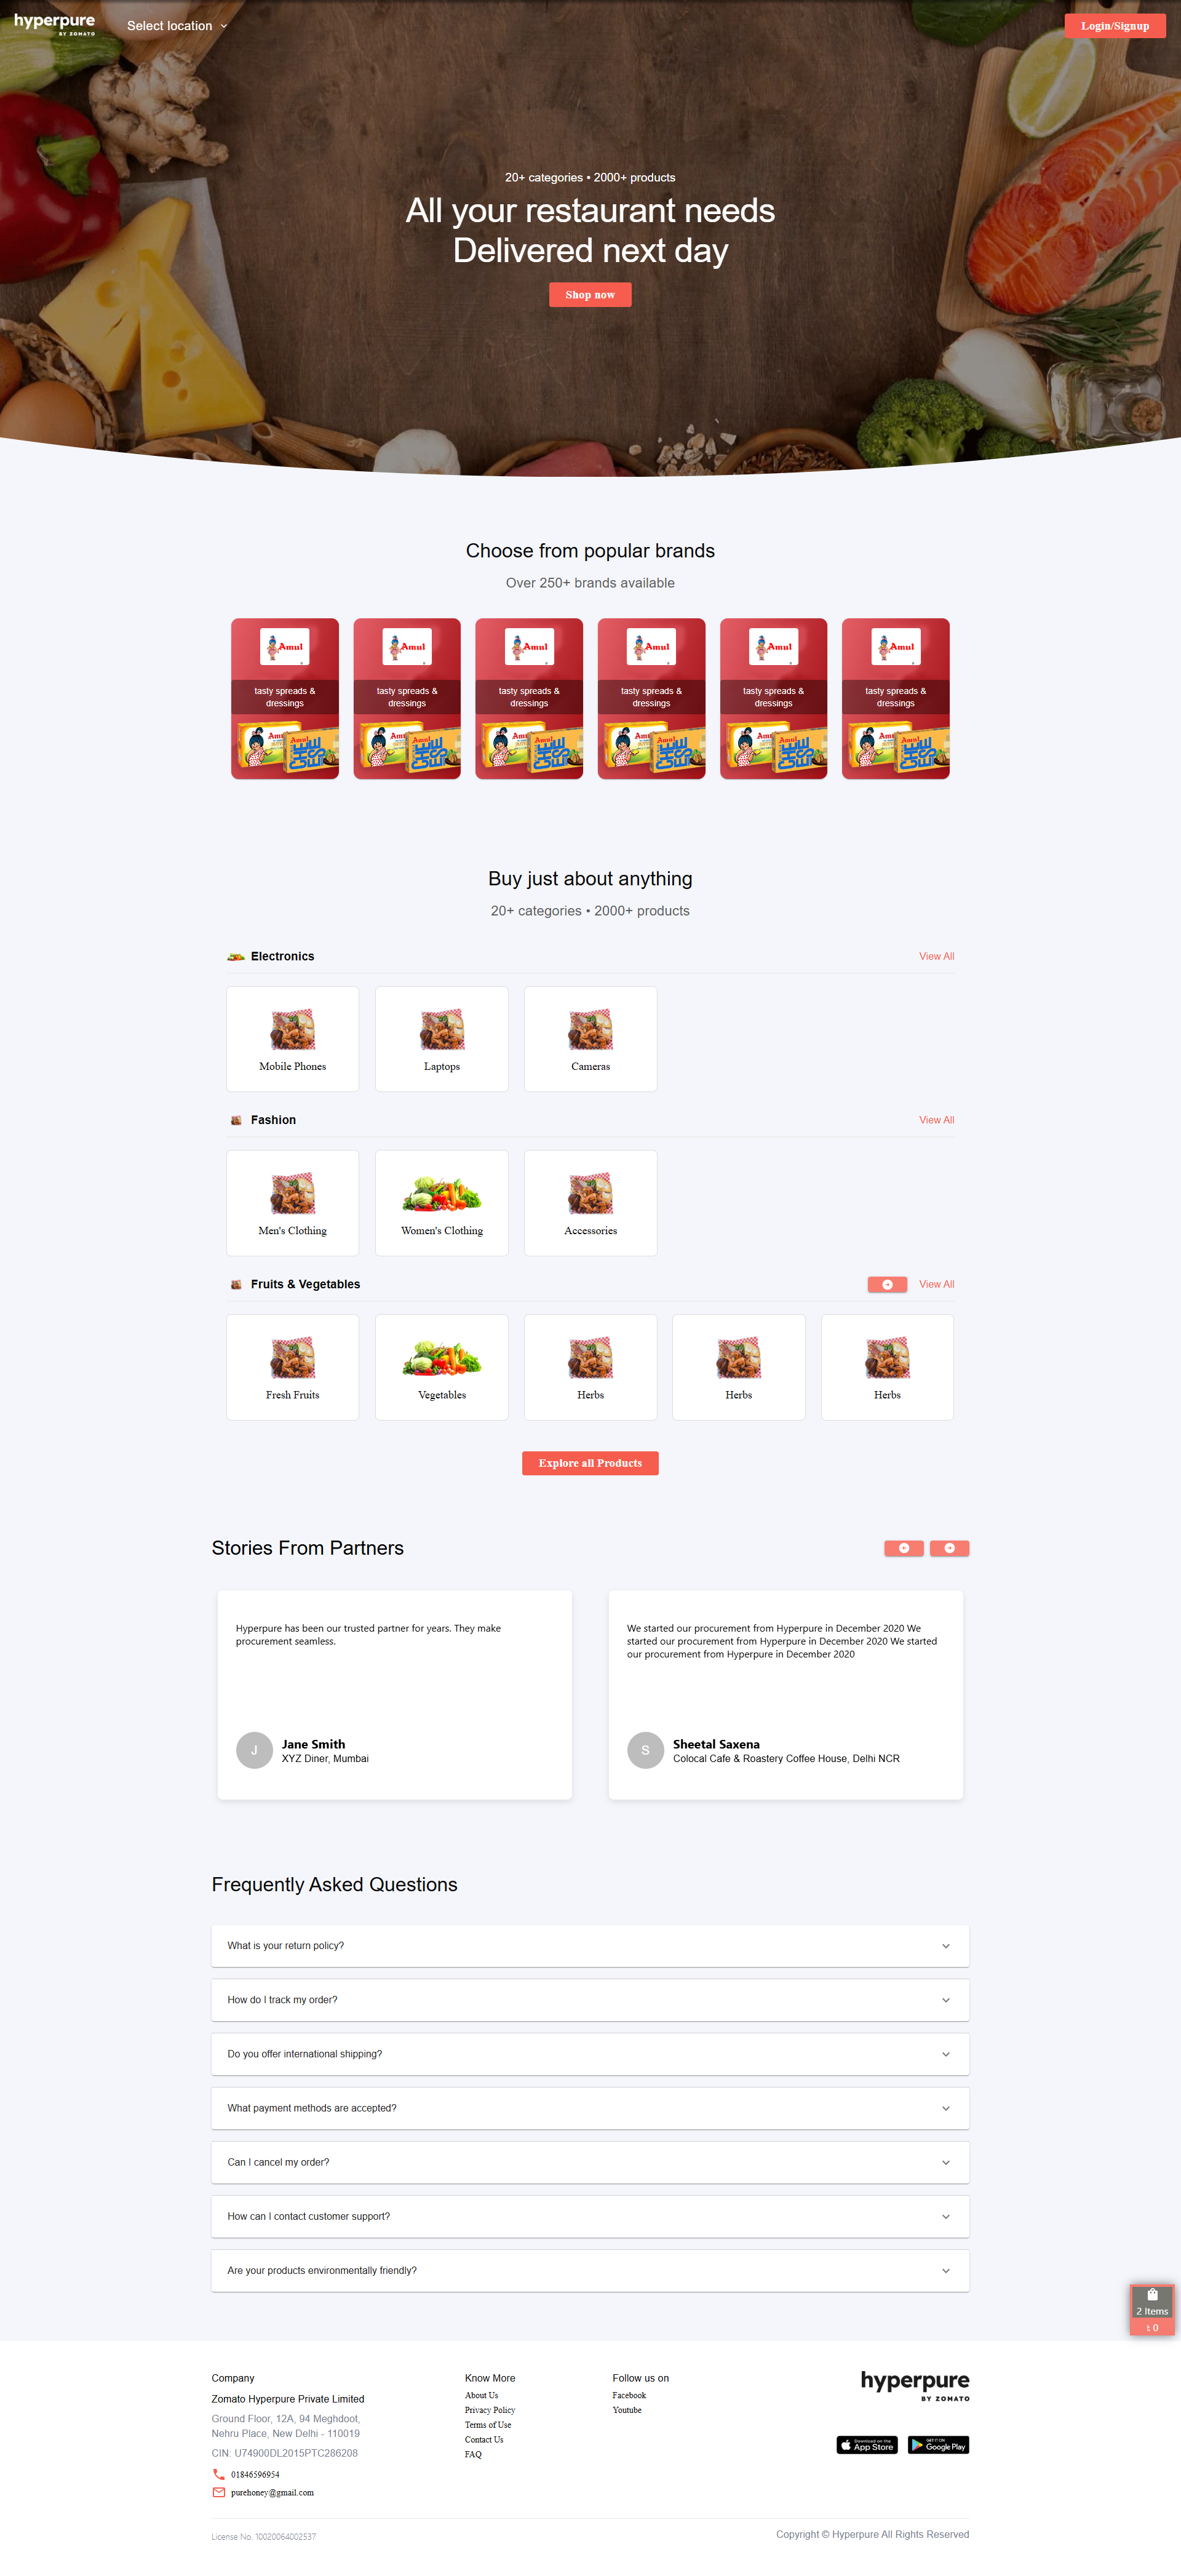 hyperpure
BY ZOMATO
Select location
Login/Signup
20+ categories • 2000+ products
All your restaurant needs
Delivered next day
Shop now
Choose from popular brands
Over 250+ brands available
Amul
Amul
Amul
Amul
Amul
Amul
tasty spreads &
dressings
tasty spreads &
dressings
tasty spreads &
dressings
tasty spreads &
dressings
tasty spreads &
dressings
tasty spreads &
dressings
Amul
Amul
Amul
Amul
Amul
Amul
Buy just about anything
20+ categories • 2000+ products
Electronics
View All
Mobile Phones
Laptops
Cameras
Fashion
View All
Men's Clothing
Women's Clothing
Accessories
Fruits & Vegetables
View All
Fresh Fruits
Vegetables
Herbs
Herbs
Herbs
Explore all Products
Stories From Partners
Hyperpure has been our trusted partner for years. They make
procurement seamless.
J
Jane Smith
XYZ Diner, Mumbai
We started our procurement from Hyperpure in December 2020 We
started our procurement from Hyperpure in December 2020 We started
our procurement from Hyperpure in December 2020
S
Sheetal Saxena
Colocal Cafe & Roastery Coffee House, Delhi NCR
Frequently Asked Questions
What is your return policy?
How do I track my order?
Do you offer international shipping?
What payment methods are accepted?
Can I cancel my order?
How can I contact customer support?
Are your products environmentally friendly?
2 Items
t 0
Company
Zomato Hyperpure Private Limited
Ground Floor, 12A, 94 Meghdoot,
Nehru Place, New Delhi - 110019
CIN: U74900DL2015PTC286208
01846596954
purehoney@gmail.com
Know More
About Us
Privacy Policy
Terms of Use
Contact Us
FAQ
Follow us on
Facebook
Youtube
hyperpure
BY ZOMATO
Download on the
App Store
GET IT ON
Google Play
License No. 10020064002537
Copyright © Hyperpure All Rights Reserved